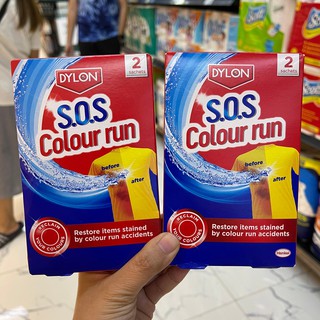 DYLON
2
sachets
S.O.S
Colour run
before
after
RECLAIM
YOUR COLOURS
Restore items stained
by colour run accidents
DYLON
2
sachets
S.O.S
Colour run
before
after
RECLAIM
YOUR COLOURS
Restore items stained
by colour run accidents
Henkel